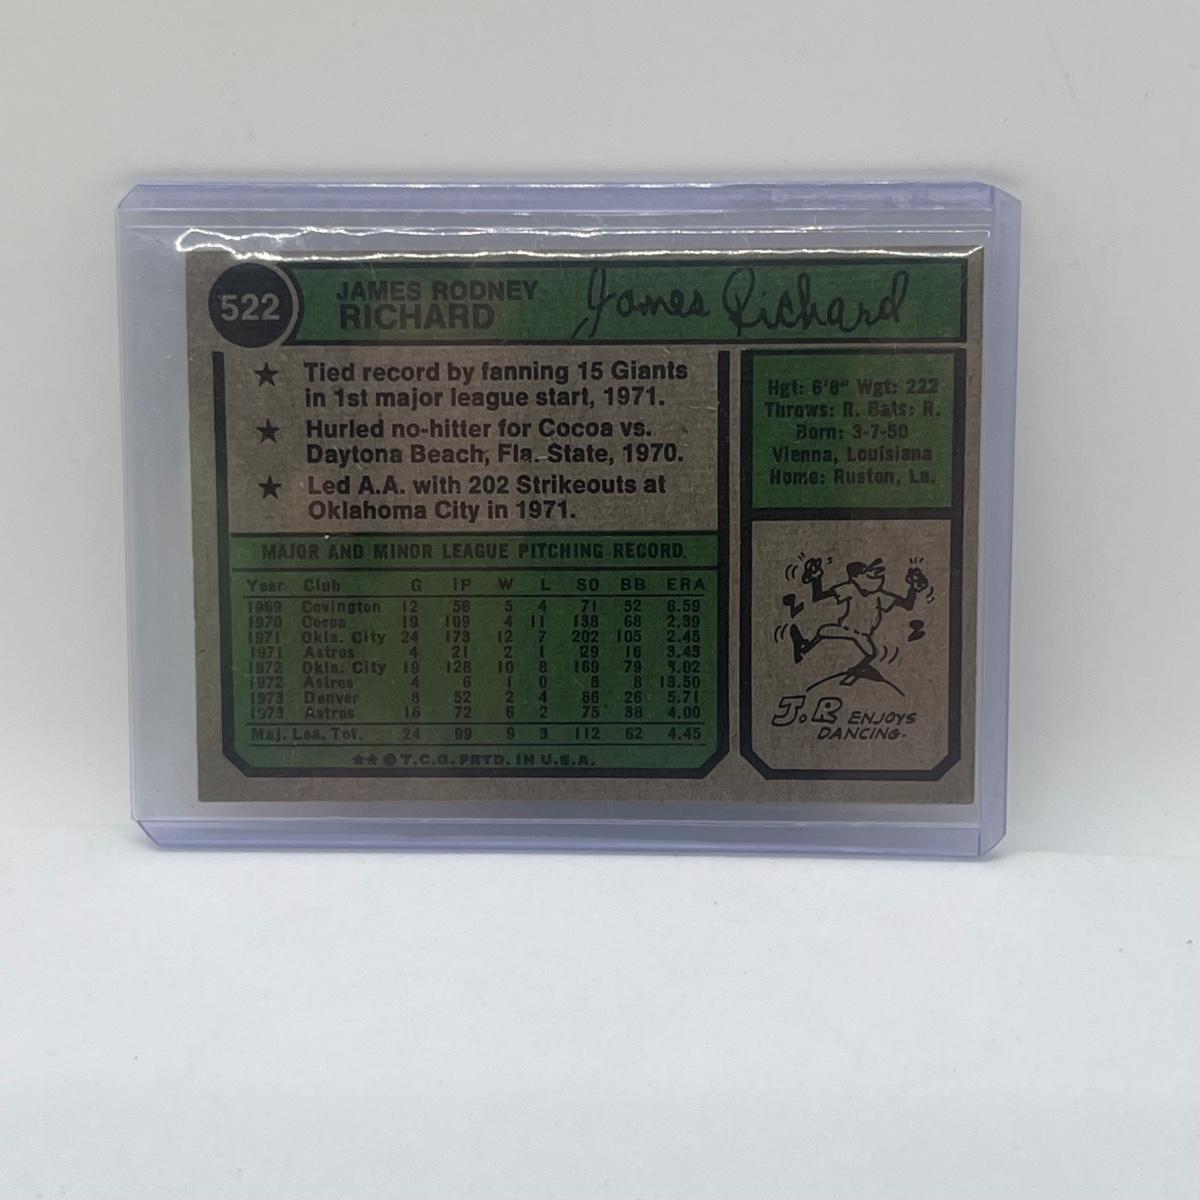 522
JAMES RODNEY
RICHARD
James Richard
★ Tied record by fanning 15 Giants
in 1st major league start, 1971.
★ Hurled no-hitter for Cocoa vs.
Daytona Beach, Fla. State, 1970.
★ Led A.A. with 202 Strikeouts at
Oklahoma City in 1971.
Hgt: 6'8" Wgt: 222
Throws: R. Bats: R.
Born: 3-7-50
Vienna, Louisiana
Home: Ruston, La.
MAJOR AND MINOR LEAGUE PITCHING RECORD
Year Club G IP W L SO BB ERA
1969 Covington 12 56 5 4 71 52 6.59
1970 Cocoa 19 109 4 11 138 68 2.39
1971 Okla. City 24 173 12 7 202 105 2.45
1971 Astros 4 21 2 1 29 16 3.43
1972 Okla. City 19 128 10 8 169 79 3.02
1972 Astros 4 6 1 0 8 8 13.50
1973 Denver 8 52 2 4 86 26 5.71
1973 Astros 16 72 6 2 75 38 4.00
Maj. Lea. Tot. 24 99 9 3 112 62 4.45
★★ © T.C.G. PRTD. IN U.S.A.
J.R ENJOYS
DANCING.